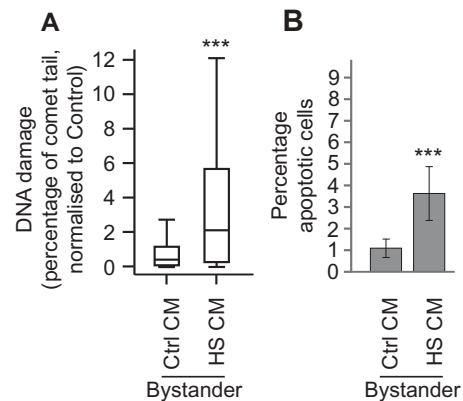 A
DNA damage
(percentage of comet tail,
normalised to Control)
***
12
10
8
6
4
2
0
Ctrl CM
HS CM
Bystander
B
Percentage
apoptotic cells
***
9
8
7
6
5
4
3
2
1
0
Ctrl CM
HS CM
Bystander